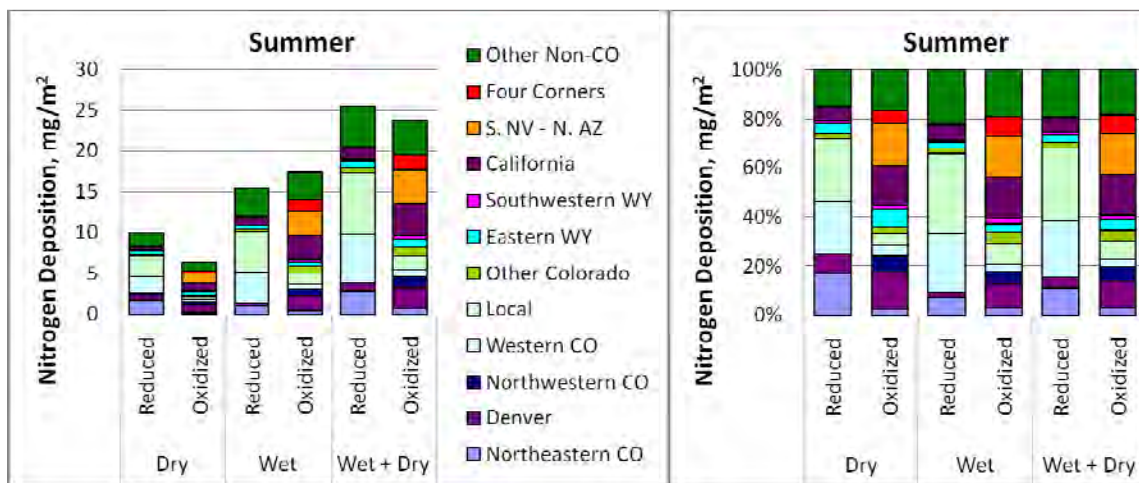 Summer
Nitrogen Deposition, mg/m²
30
25
20
15
10
5
0
Reduced
Oxidized
Reduced
Oxidized
Reduced
Oxidized
Dry
Wet
Wet + Dry
Other Non-CO
Four Corners
S. NV - N. AZ
California
Southwestern WY
Eastern WY
Other Colorado
Local
Western CO
Northwestern CO
Denver
Northeastern CO
Summer
Nitrogen Deposition, mg/m²
100%
80%
60%
40%
20%
0%
Reduced
Oxidized
Reduced
Oxidized
Reduced
Oxidized
Dry
Wet
Wet + Dry